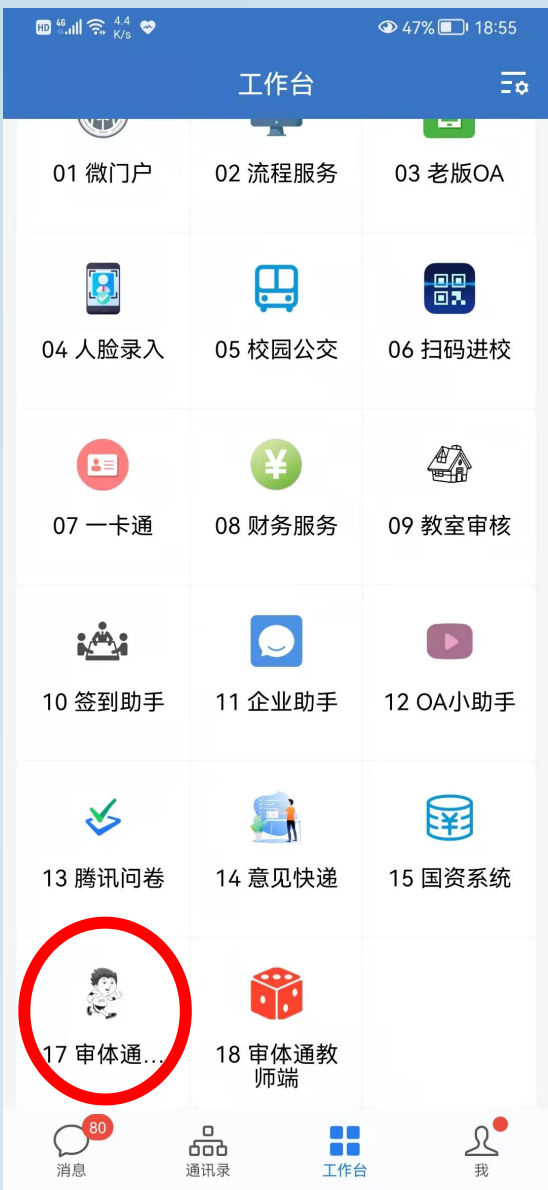 HD 46 4.4 K/s 47% 18:55
工作台
01 微门户 02 流程服务 03 老版OA
04 人脸录入 05 校园公交 06 扫码进校
07 一卡通 08 财务服务 09 教室审核
10 签到助手 11 企业助手 12 OA小助手
13 腾讯问卷 14 意见快递 15 国资系统
17 审体通... 18 审体通教
师端
80
消息 通讯录 工作台 我